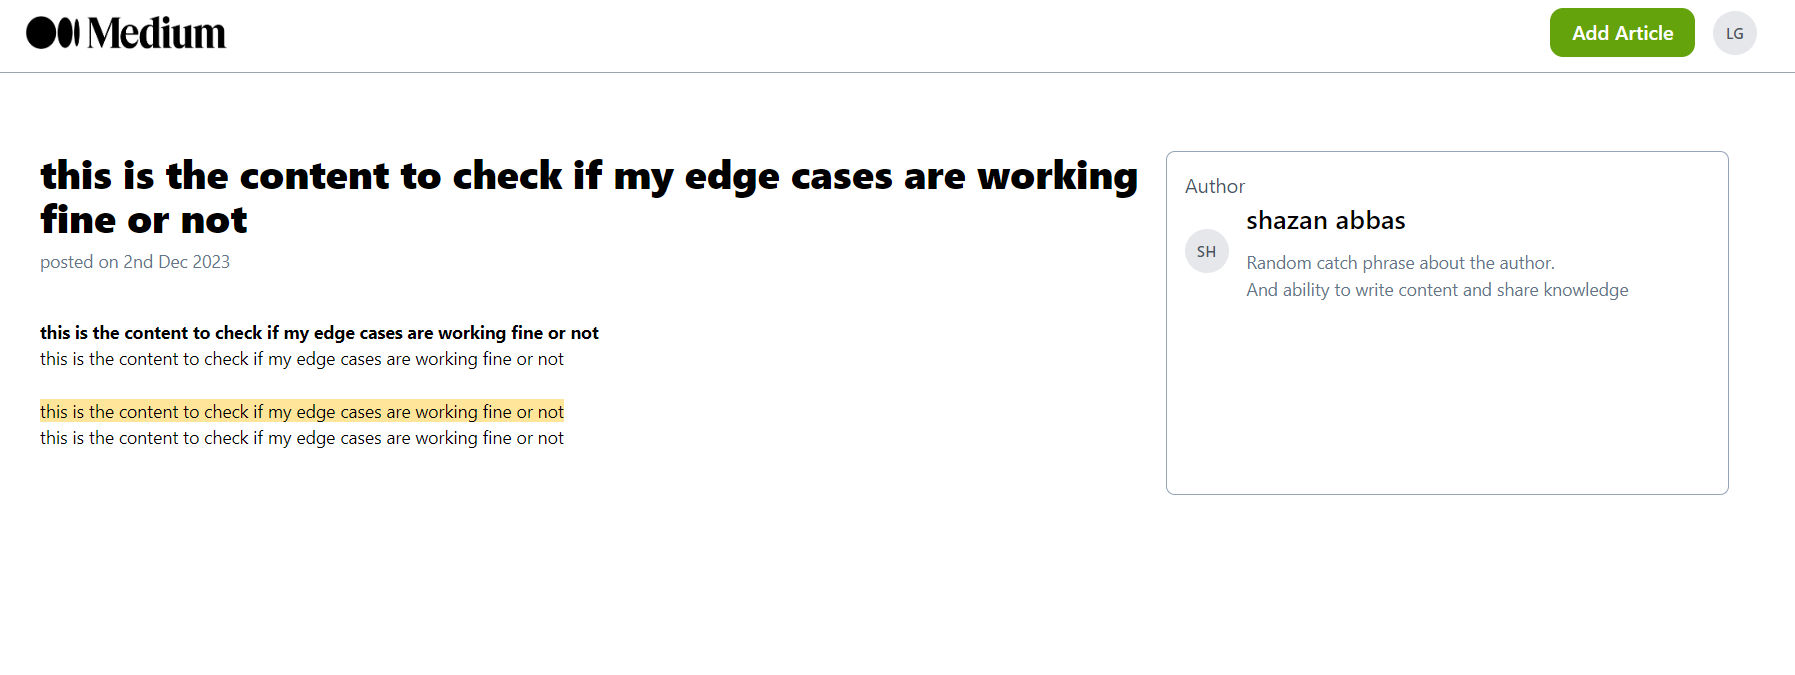 Medium
Add Article
LG
this is the content to check if my edge cases are working
fine or not
posted on 2nd Dec 2023
this is the content to check if my edge cases are working fine or not
this is the content to check if my edge cases are working fine or not
this is the content to check if my edge cases are working fine or not
this is the content to check if my edge cases are working fine or not
Author
shazan abbas
SH
Random catch phrase about the author.
And ability to write content and share knowledge